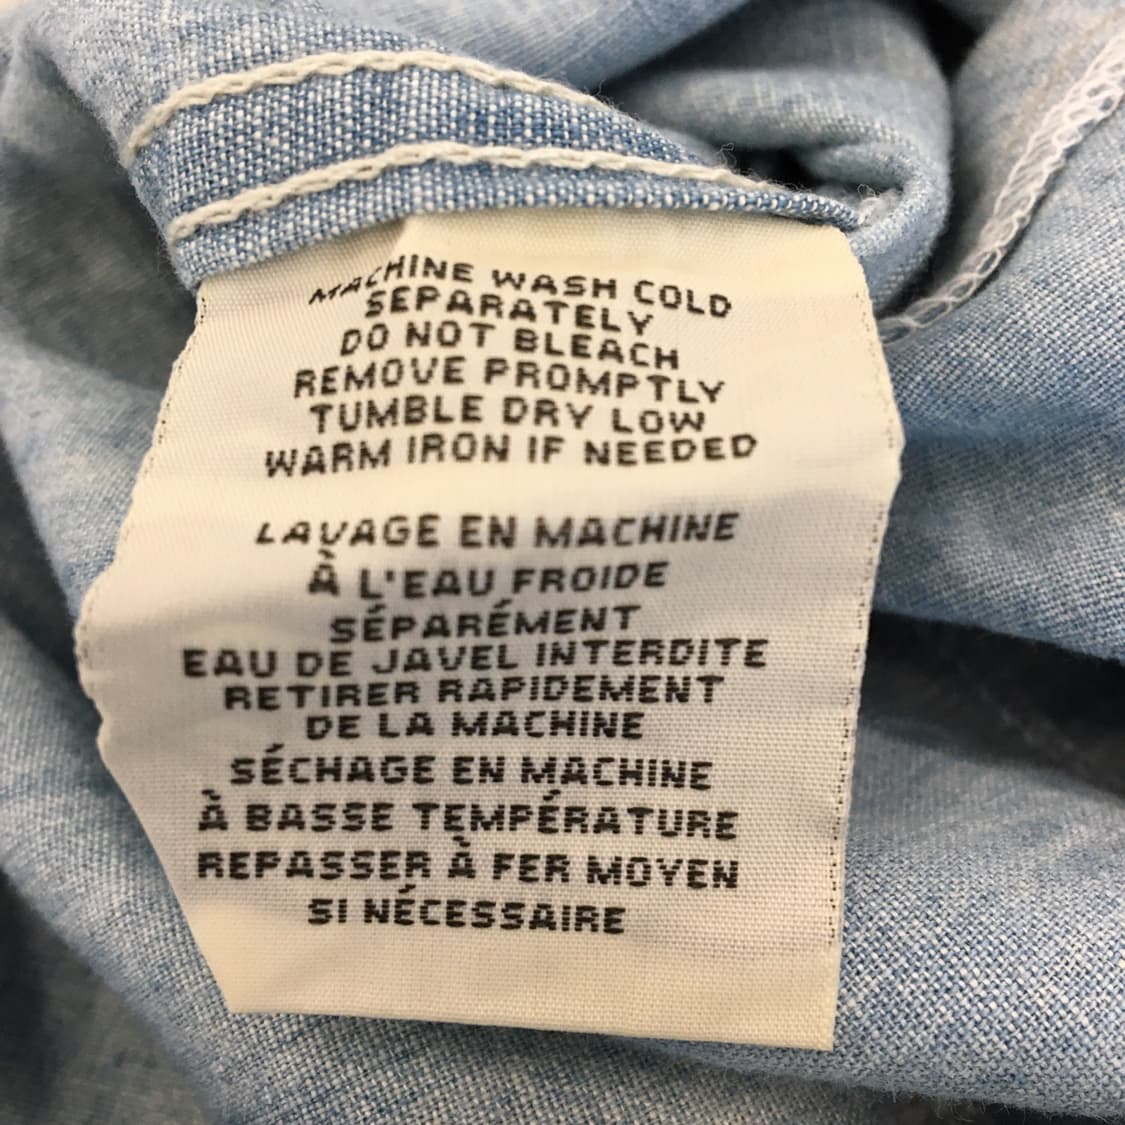 MACHINE WASH COLD
SEPARATELY
DO NOT BLEACH
REMOVE PROMPTLY
TUMBLE DRY LOW
WARM IRON IF NEEDED
LAVAGE EN MACHINE
À L'EAU FROIDE
SÉPARÉMENT
EAU DE JAVEL INTERDITE
RETIRER RAPIDEMENT
DE LA MACHINE
SÉCHAGE EN MACHINE
À BASSE TEMPÉRATURE
REPASSER À FER MOYEN
SI NÉCESSAIRE